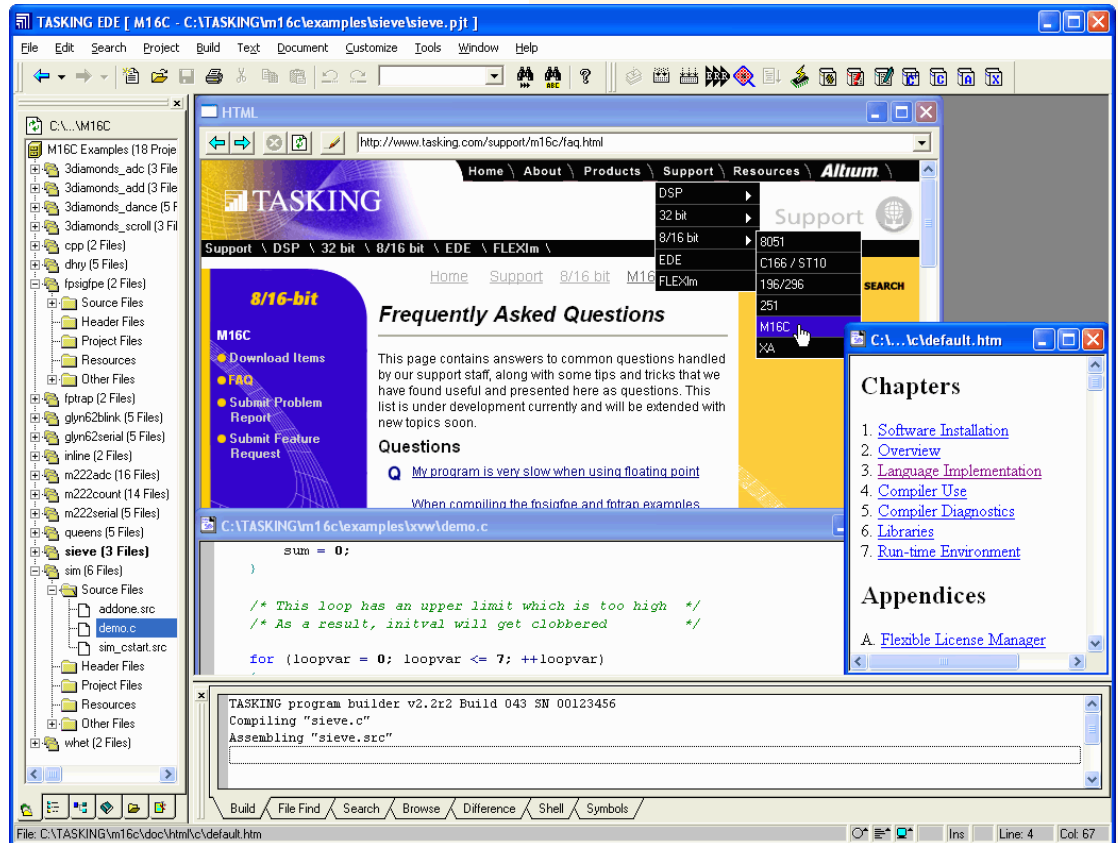 TASKING EDE [ M16C - C:\TASKING\m16c\examples\sieve\sieve.pjt ]
File Edit Search Project Build Text Document Customize Tools Window Help
C:\...\M16C
M16C Examples (18 Proje
3diamonds_adc (3 File
3diamonds_add (3 File
3diamonds_dance (5 F
3diamonds_scroll (3 Fil
cpp (2 Files)
dhry (5 Files)
fpsigfpe (2 Files)
Source Files
Header Files
Project Files
Resources
Other Files
fptrap (2 Files)
glyn62blink (5 Files)
glyn62serial (5 Files)
inline (2 Files)
m222adc (16 Files)
m222count (14 Files)
m222serial (5 Files)
queens (5 Files)
sieve (3 Files)
sim (6 Files)
Source Files
addone.src
demo.c
sim_cstart.src
Header Files
Project Files
Resources
Other Files
whet (2 Files)
HTML
http://www.tasking.com/support/m16c/faq.html
Home \ About \ Products \ Support \ Resources \ Altium \
TASKING
Support
Support \ DSP \ 32 bit \ 8/16 bit \ EDE \ FLEXlm \
DSP
32 bit
8/16 bit
EDE
FLEXlm
8051
C166 / ST10
196/296
251
M16C
XA
Home Support 8/16 bit M16
SEARCH
8/16-bit
M16C
Download Items
FAQ
Submit Problem
Report
Submit Feature
Request
Frequently Asked Questions
This page contains answers to common questions handled
by our support staff, along with some tips and tricks that we
have found useful and presented here as questions. This
list is under development currently and will be extended with
new topics soon.
Questions
Q My program is very slow when using floating point
When compiling the fpsigfpe and fptrap examples
C:\...\c\default.htm
Chapters
1. Software Installation
2. Overview
3. Language Implementation
4. Compiler Use
5. Compiler Diagnostics
6. Libraries
7. Run-time Environment
Appendices
A. Flexible License Manager
C:\TASKING\m16c\examples\xvw\demo.c
sum = 0;
}
/* This loop has an upper limit which is too high */
/* As a result, initval will get clobbered */
for (loopvar = 0; loopvar <= 7; ++loopvar)
TASKING program builder v2.2r2 Build 043 SN 00123456
Compiling "sieve.c"
Assembling "sieve.src"
Build File Find Search Browse Difference Shell Symbols
File: C:\TASKING\m16c\doc\html\c\default.htm
Ins Line: 4 Col: 67